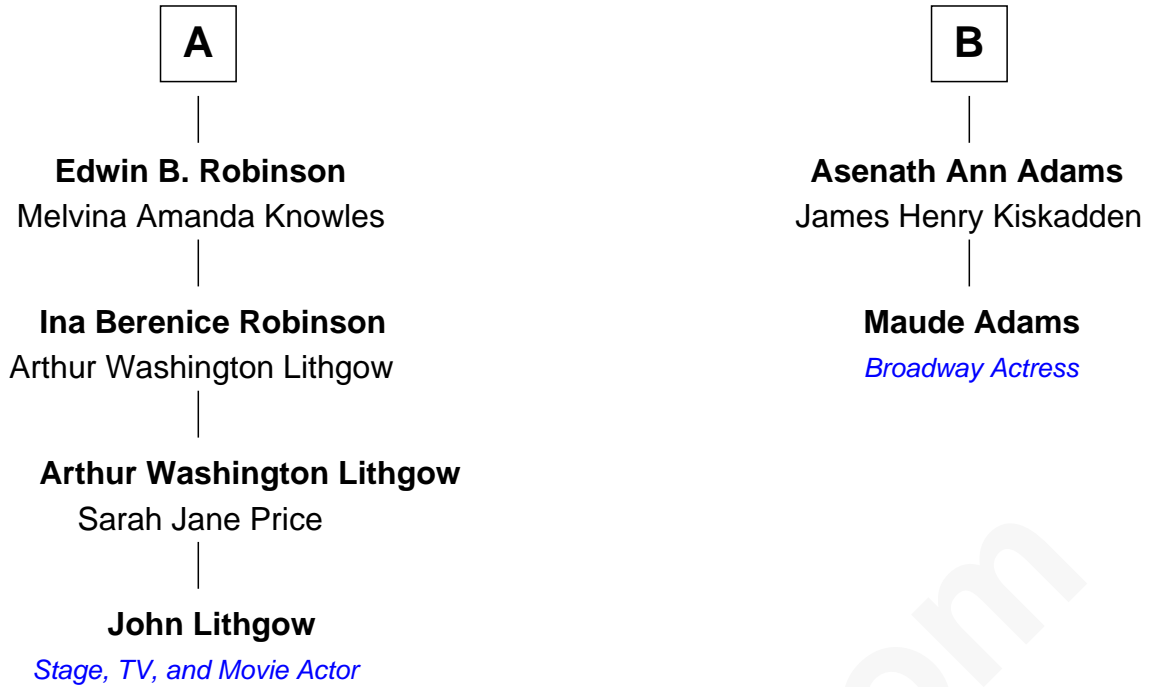 A
Edwin B. Robinson
Melvina Amanda Knowles
Ina Berenice Robinson
Arthur Washington Lithgow
Arthur Washington Lithgow
Sarah Jane Price
John Lithgow
Stage, TV, and Movie Actor
B
Asenath Ann Adams
James Henry Kiskadden
Maude Adams
Broadway Actress
om